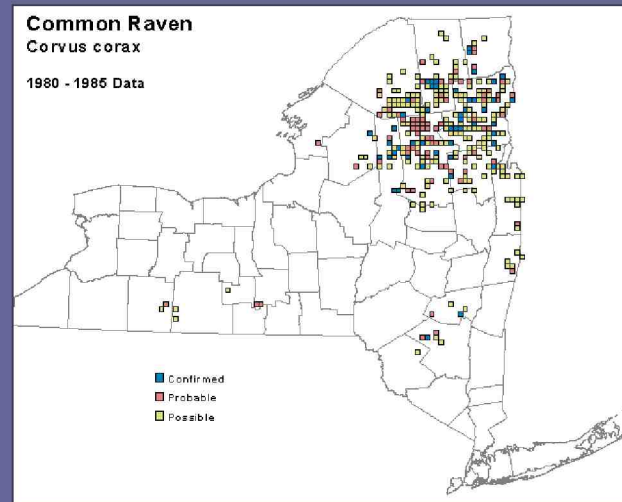 Common Raven
Corvus corax
1980 - 1985 Data
Confirmed
Probable
Possible